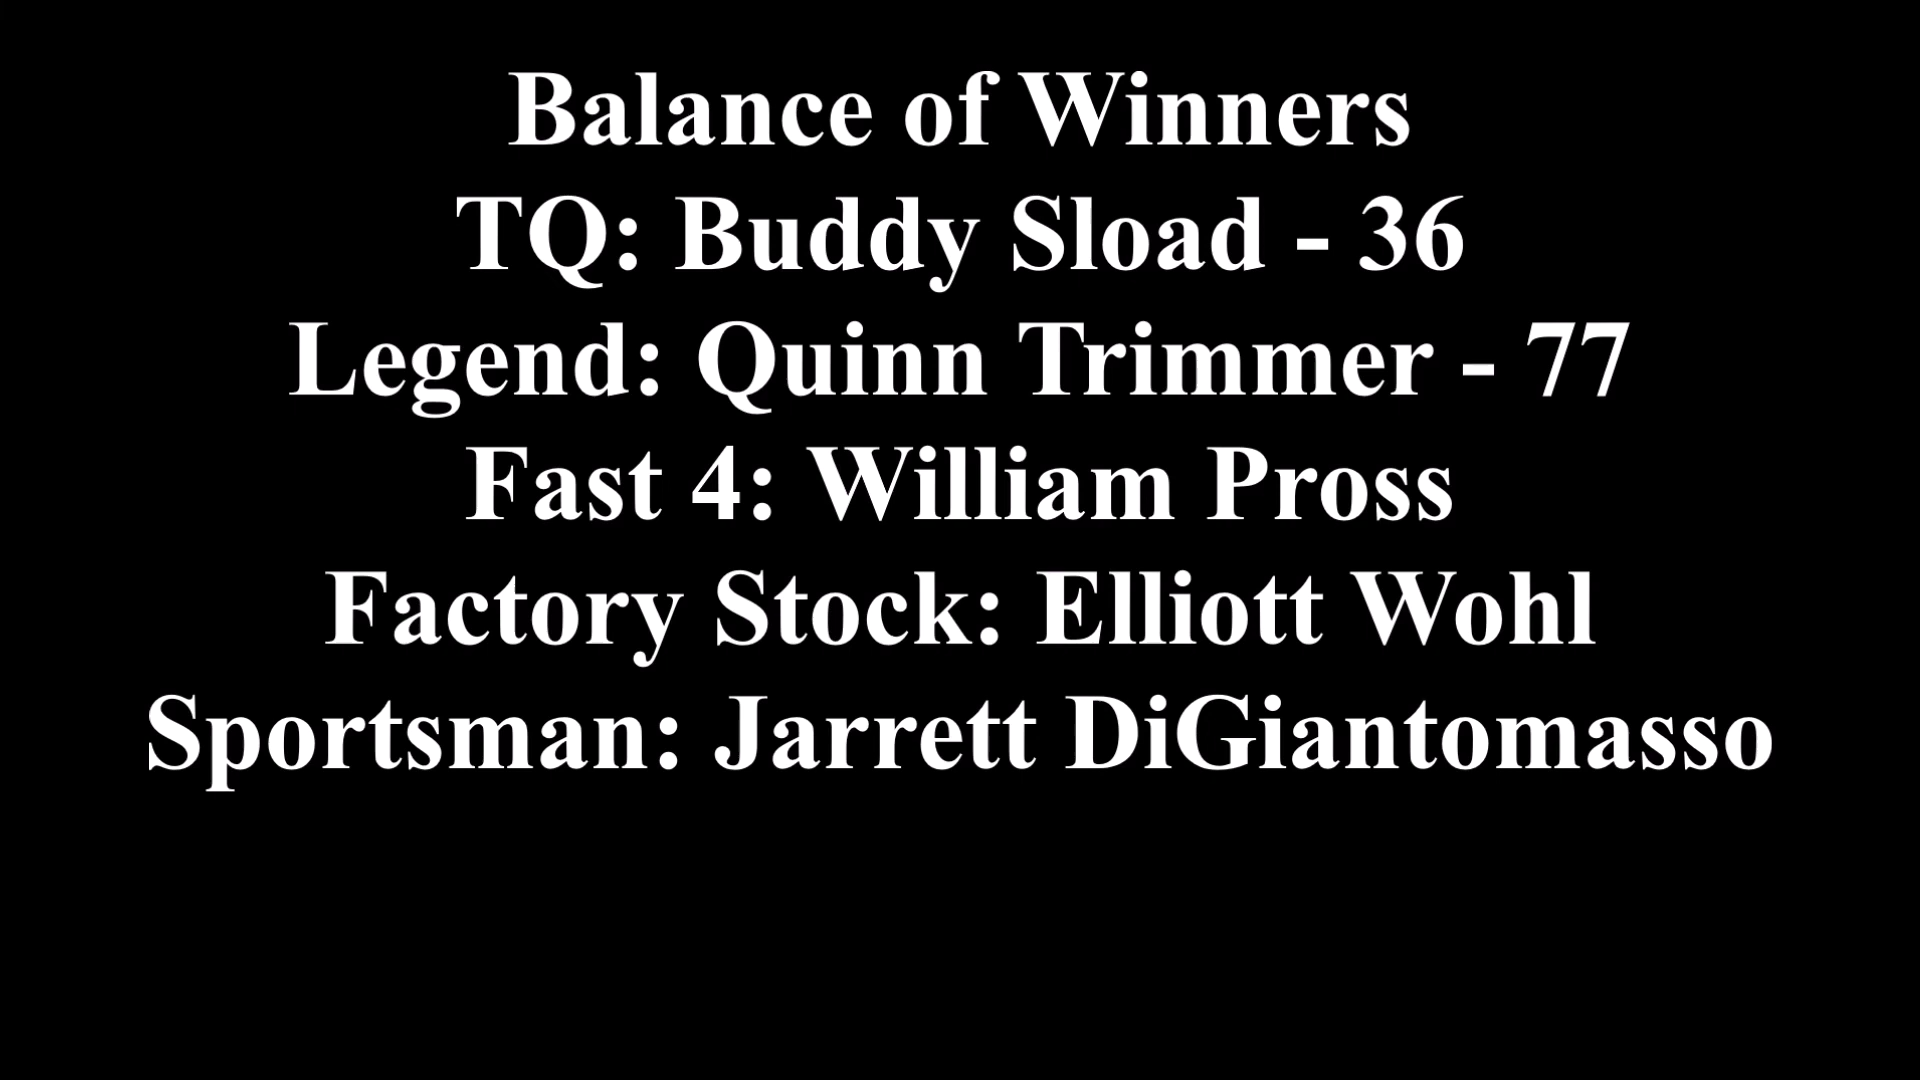 Balance of Winners
TQ: Buddy Sload - 36
Legend: Quinn Trimmer - 77
Fast 4: William Pross
Factory Stock: Elliott Wohl
Sportsman: Jarrett DiGiantomasso